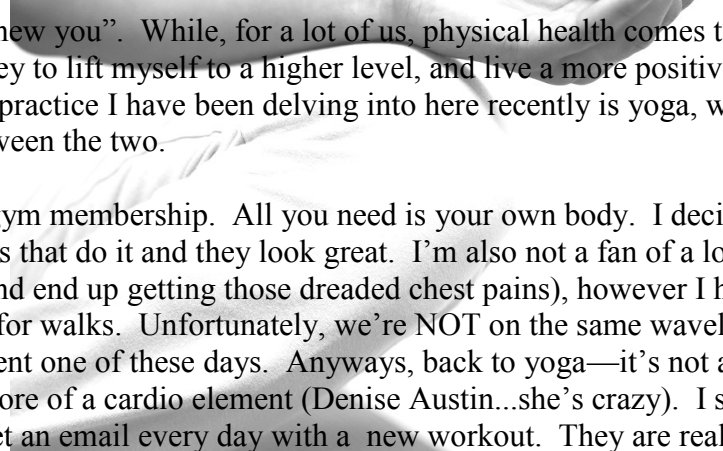 new you”.  While, for a lot of us, physical health comes t
ey to lift myself to a higher level, and live a more positiv
practice I have been delving into here recently is yoga, w
ween the two.
gym membership.  All you need is your own body.  I deci
s that do it and they look great.  I’m also not a fan of a lo
nd end up getting those dreaded chest pains), however I h
for walks.  Unfortunately, we’re NOT on the same wavel
ent one of these days.  Anyways, back to yoga—it’s not a
ore of a cardio element (Denise Austin...she’s crazy).  I s
et an email every day with a  new workout.  They are real